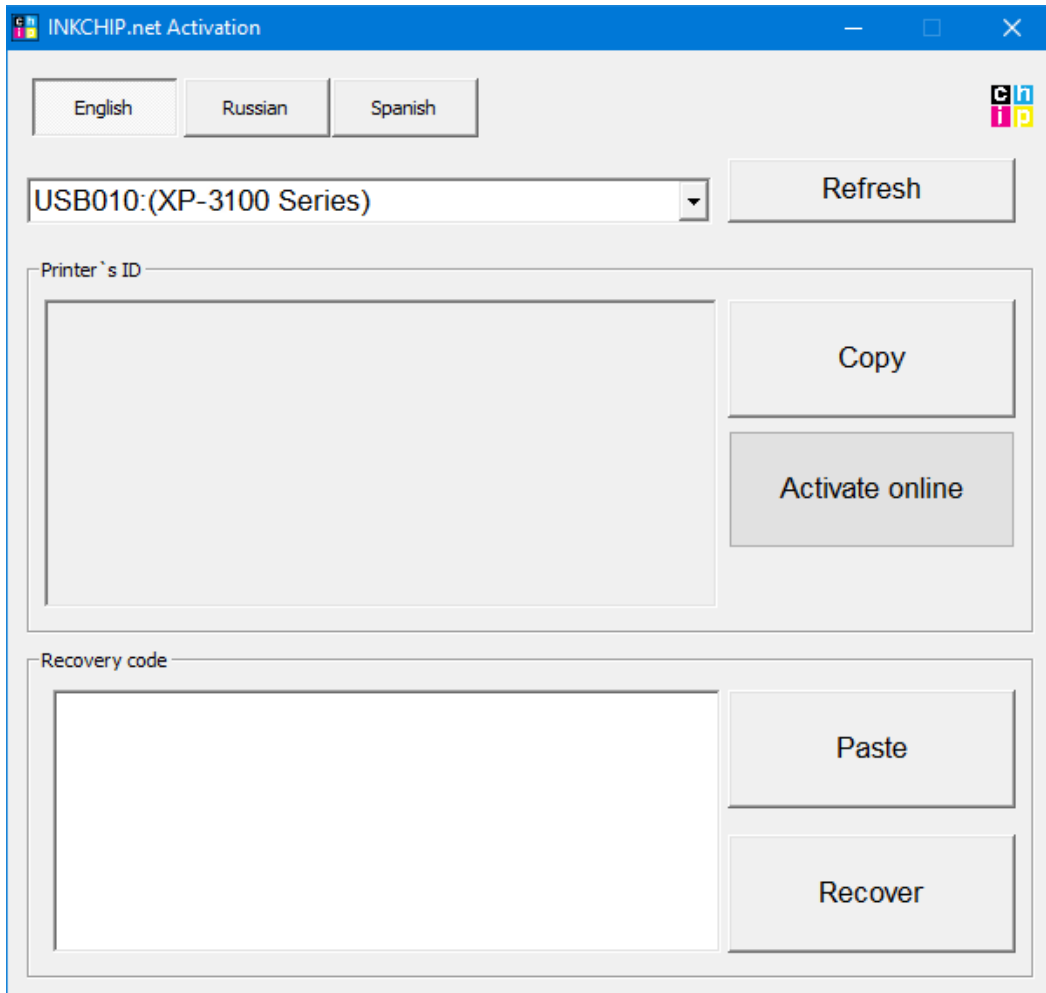 INKCHIP.net Activation
English Russian Spanish
chip
USB010:(XP-3100 Series)
Refresh
Printer`s ID
Copy
Activate online
Recovery code
Paste
Recover